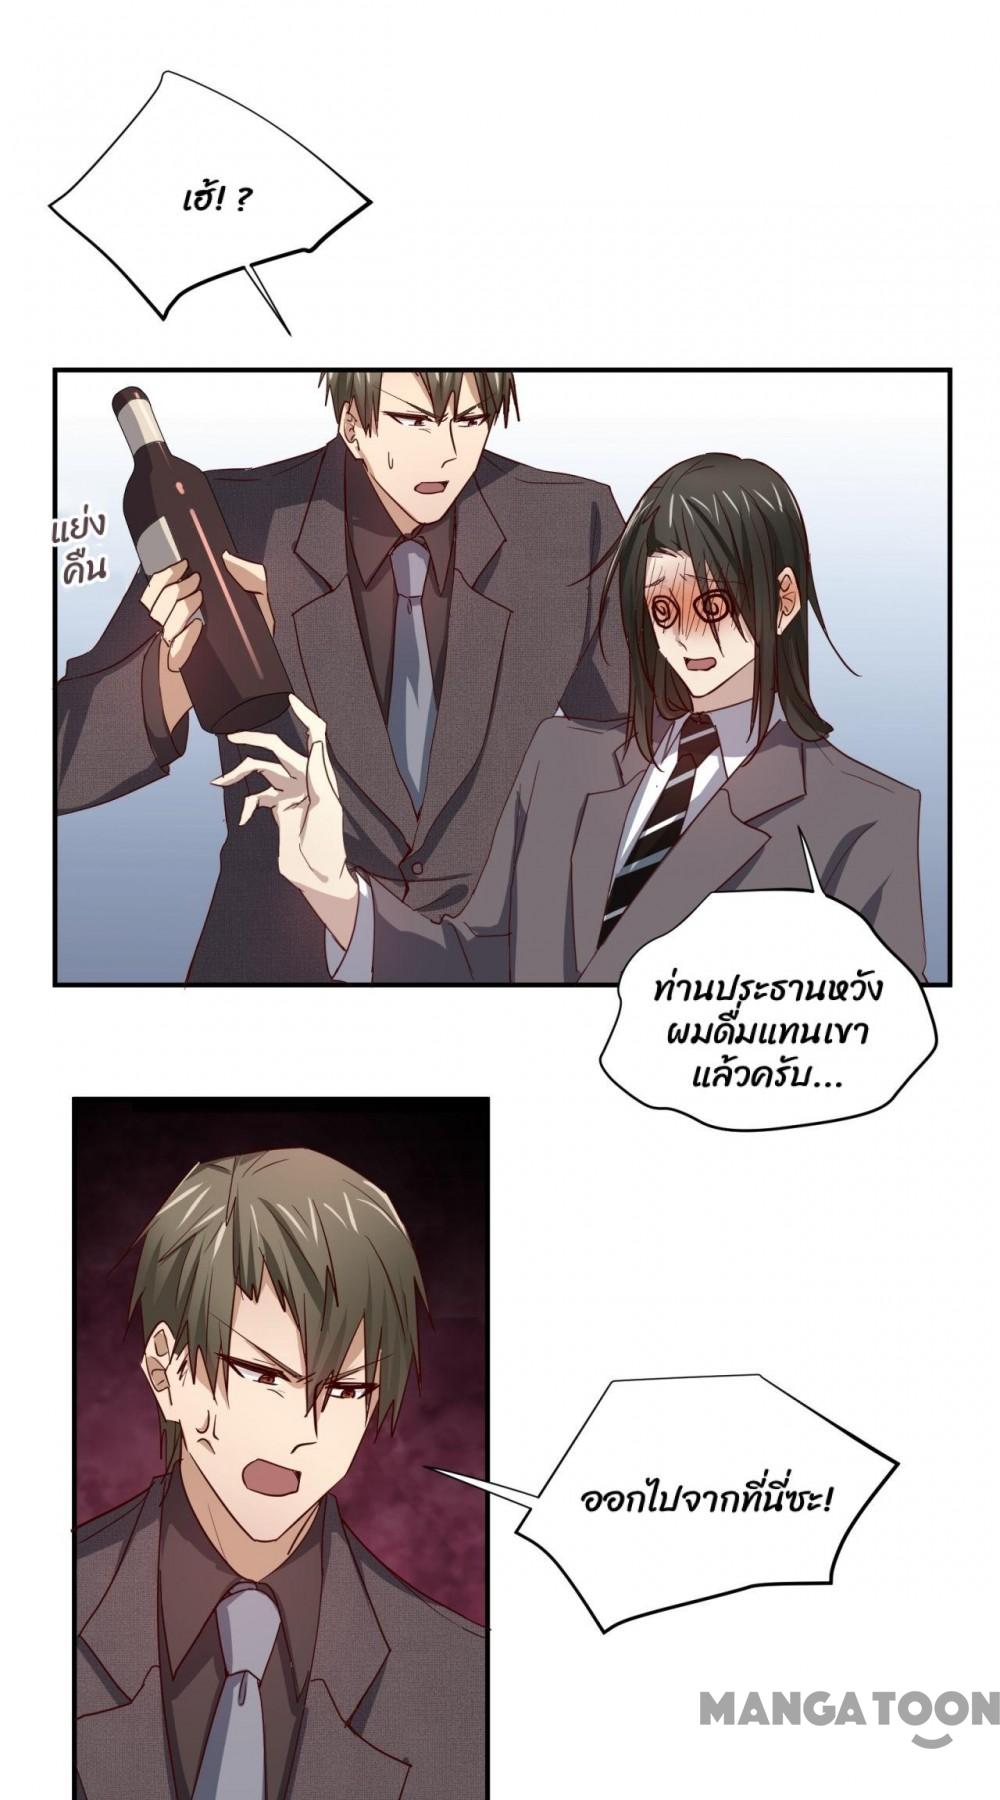 เฮ้! ?
แย่ง
คืน
ท่านประธานหวัง
ผมดื่มแทนเขา
แล้วครับ...
ออกไปจากที่นี่ซะ!
MANGATOON